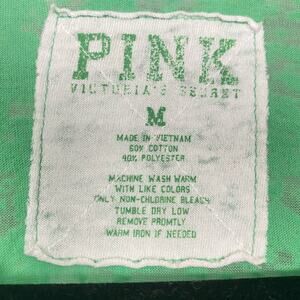 PINK
VICTORIA'S SECRET
M
MADE IN VIETNAM
60% COTTON
40% POLYESTER
MACHINE WASH WARM
WITH LIKE COLORS
ONLY NON-CHLORINE BLEACH
TUMBLE DRY LOW
REMOVE PROMTLY
WARM IRON IF NEEDED